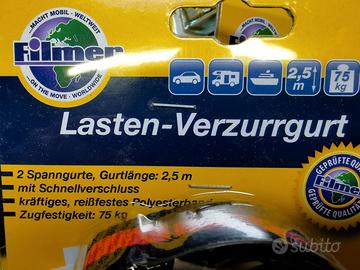 ...MACHT MOBIL · WELTWEIT
Filmer
...ON THE MOVE · WORLDWIDE
2,5 m
75 kg
Lasten-Verzurrgurt
2 Spanngurte, Gurtlänge: 2,5 m
mit Schnellverschluss
kräftiges, reißfestes Polyesterband
Zugfestigkeit: 75 kg
GEPRÜFTE QUALITÄT
Filmer
GEPRÜFTE QUALITÄT
subito